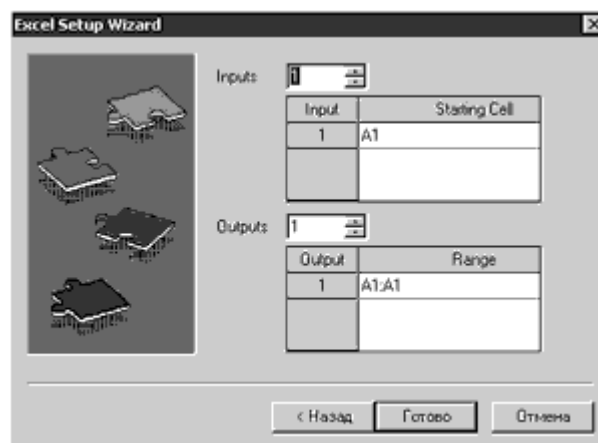 Excel Setup Wizard
Inputs 1
Input Starting Cell
1 A1
Outputs 1
Output Range
1 A1:A1
< Назад Готово Отмена